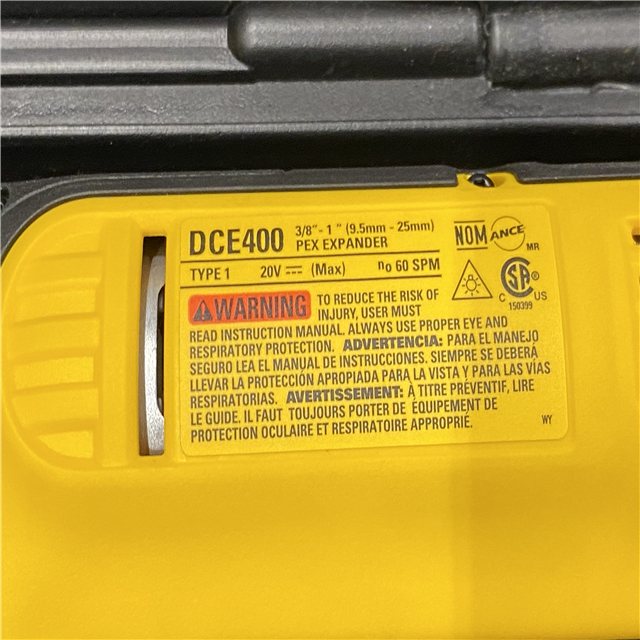 DCE400 3/8"- 1" (9.5mm - 25mm)
PEX EXPANDER
NOM ANCE MR
TYPE 1 20V ⎓ (Max) no 60 SPM
SA ®
C US
150399
WARNING TO REDUCE THE RISK OF
INJURY, USER MUST
READ INSTRUCTION MANUAL. ALWAYS USE PROPER EYE AND
RESPIRATORY PROTECTION. ADVERTENCIA: PARA EL MANEJO
SEGURO LEA EL MANUAL DE INSTRUCCIONES. SIEMPRE SE DEBERÁ
LLEVAR LA PROTECCIÓN APROPIADA PARA LA VISTA Y PARA LAS VÍAS
RESPIRATORIAS. AVERTISSEMENT: À TITRE PRÉVENTIF, LIRE
LE GUIDE. IL FAUT TOUJOURS PORTER DE ÉQUIPEMENT DE
PROTECTION OCULAIRE ET RESPIRATOIRE APPROPRIÉ.
WY